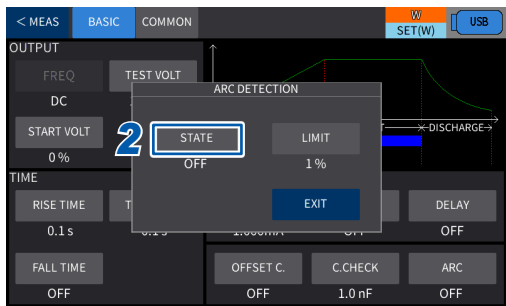 < MEAS BASIC COMMON W SET(W) USB
OUTPUT
FREQ TEST VOLT
DC
ARC DETECTION
START VOLT 2 STATE LIMIT DISCHARGE
0 % OFF 1 %
TIME
RISE TIME T EXIT DELAY
0.1 s OFF
FALL TIME OFFSET C. C.CHECK ARC
OFF OFF 1.0 nF OFF